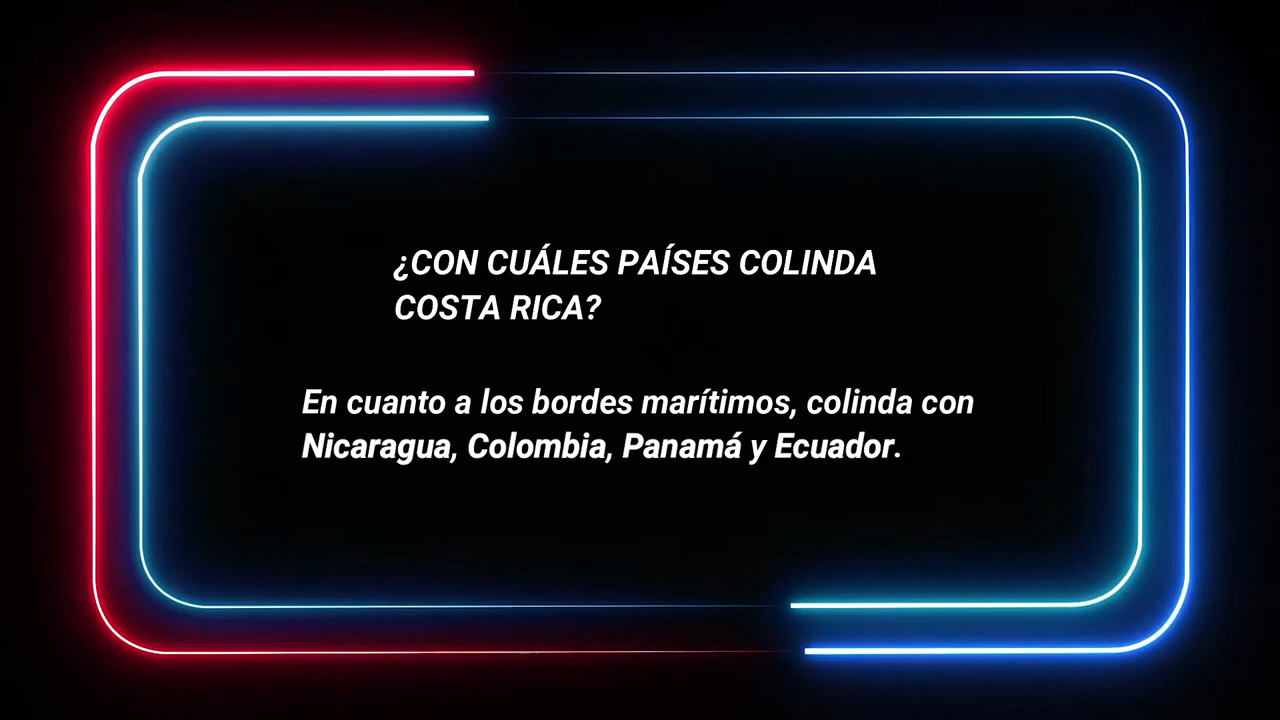 ¿CON CUÁLES PAÍSES COLINDA
COSTA RICA?
En cuanto a los bordes marítimos, colinda con
Nicaragua, Colombia, Panamá y Ecuador.